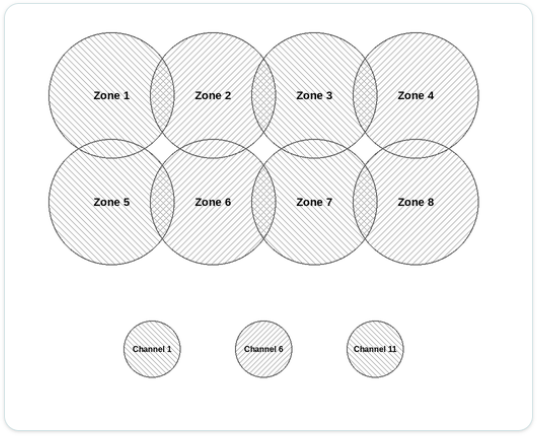 Zone 1
Zone 2
Zone 3
Zone 4
Zone 5
Zone 6
Zone 7
Zone 8
Channel 1
Channel 6
Channel 11